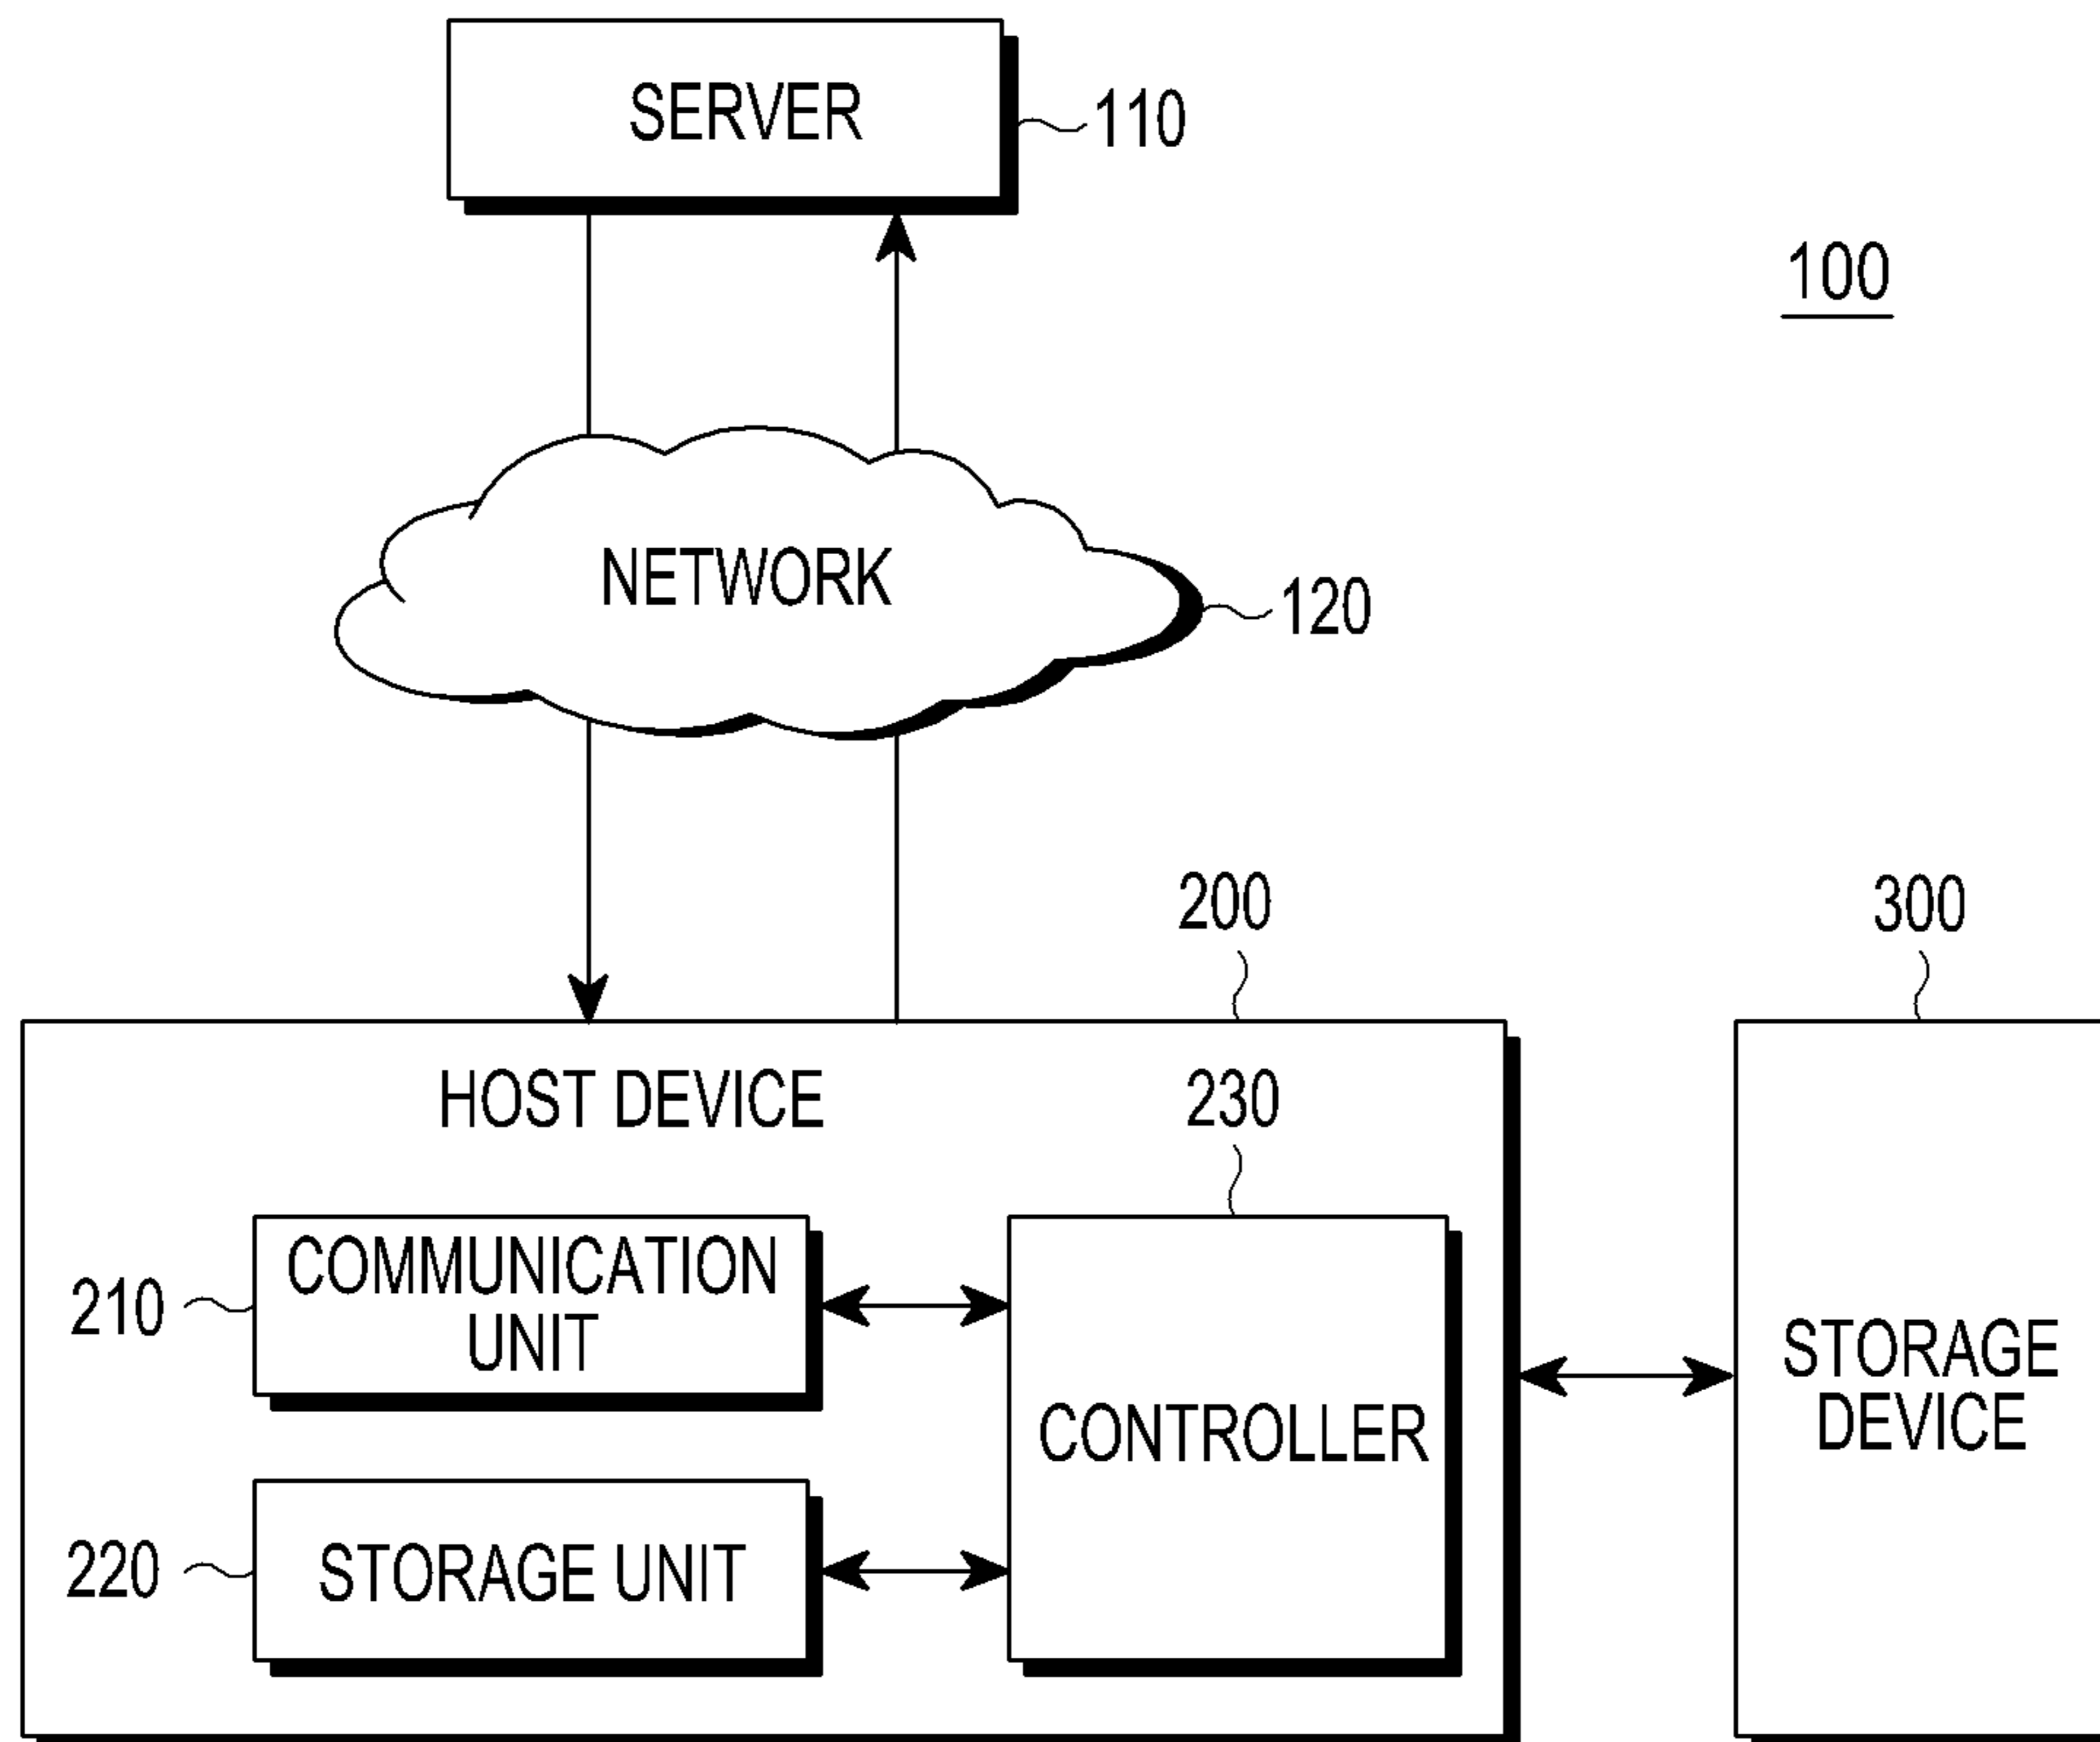 SERVER
110
100
NETWORK
120
200
300
HOST DEVICE
230
COMMUNICATION
UNIT
210
CONTROLLER
STORAGE
DEVICE
220
STORAGE UNIT